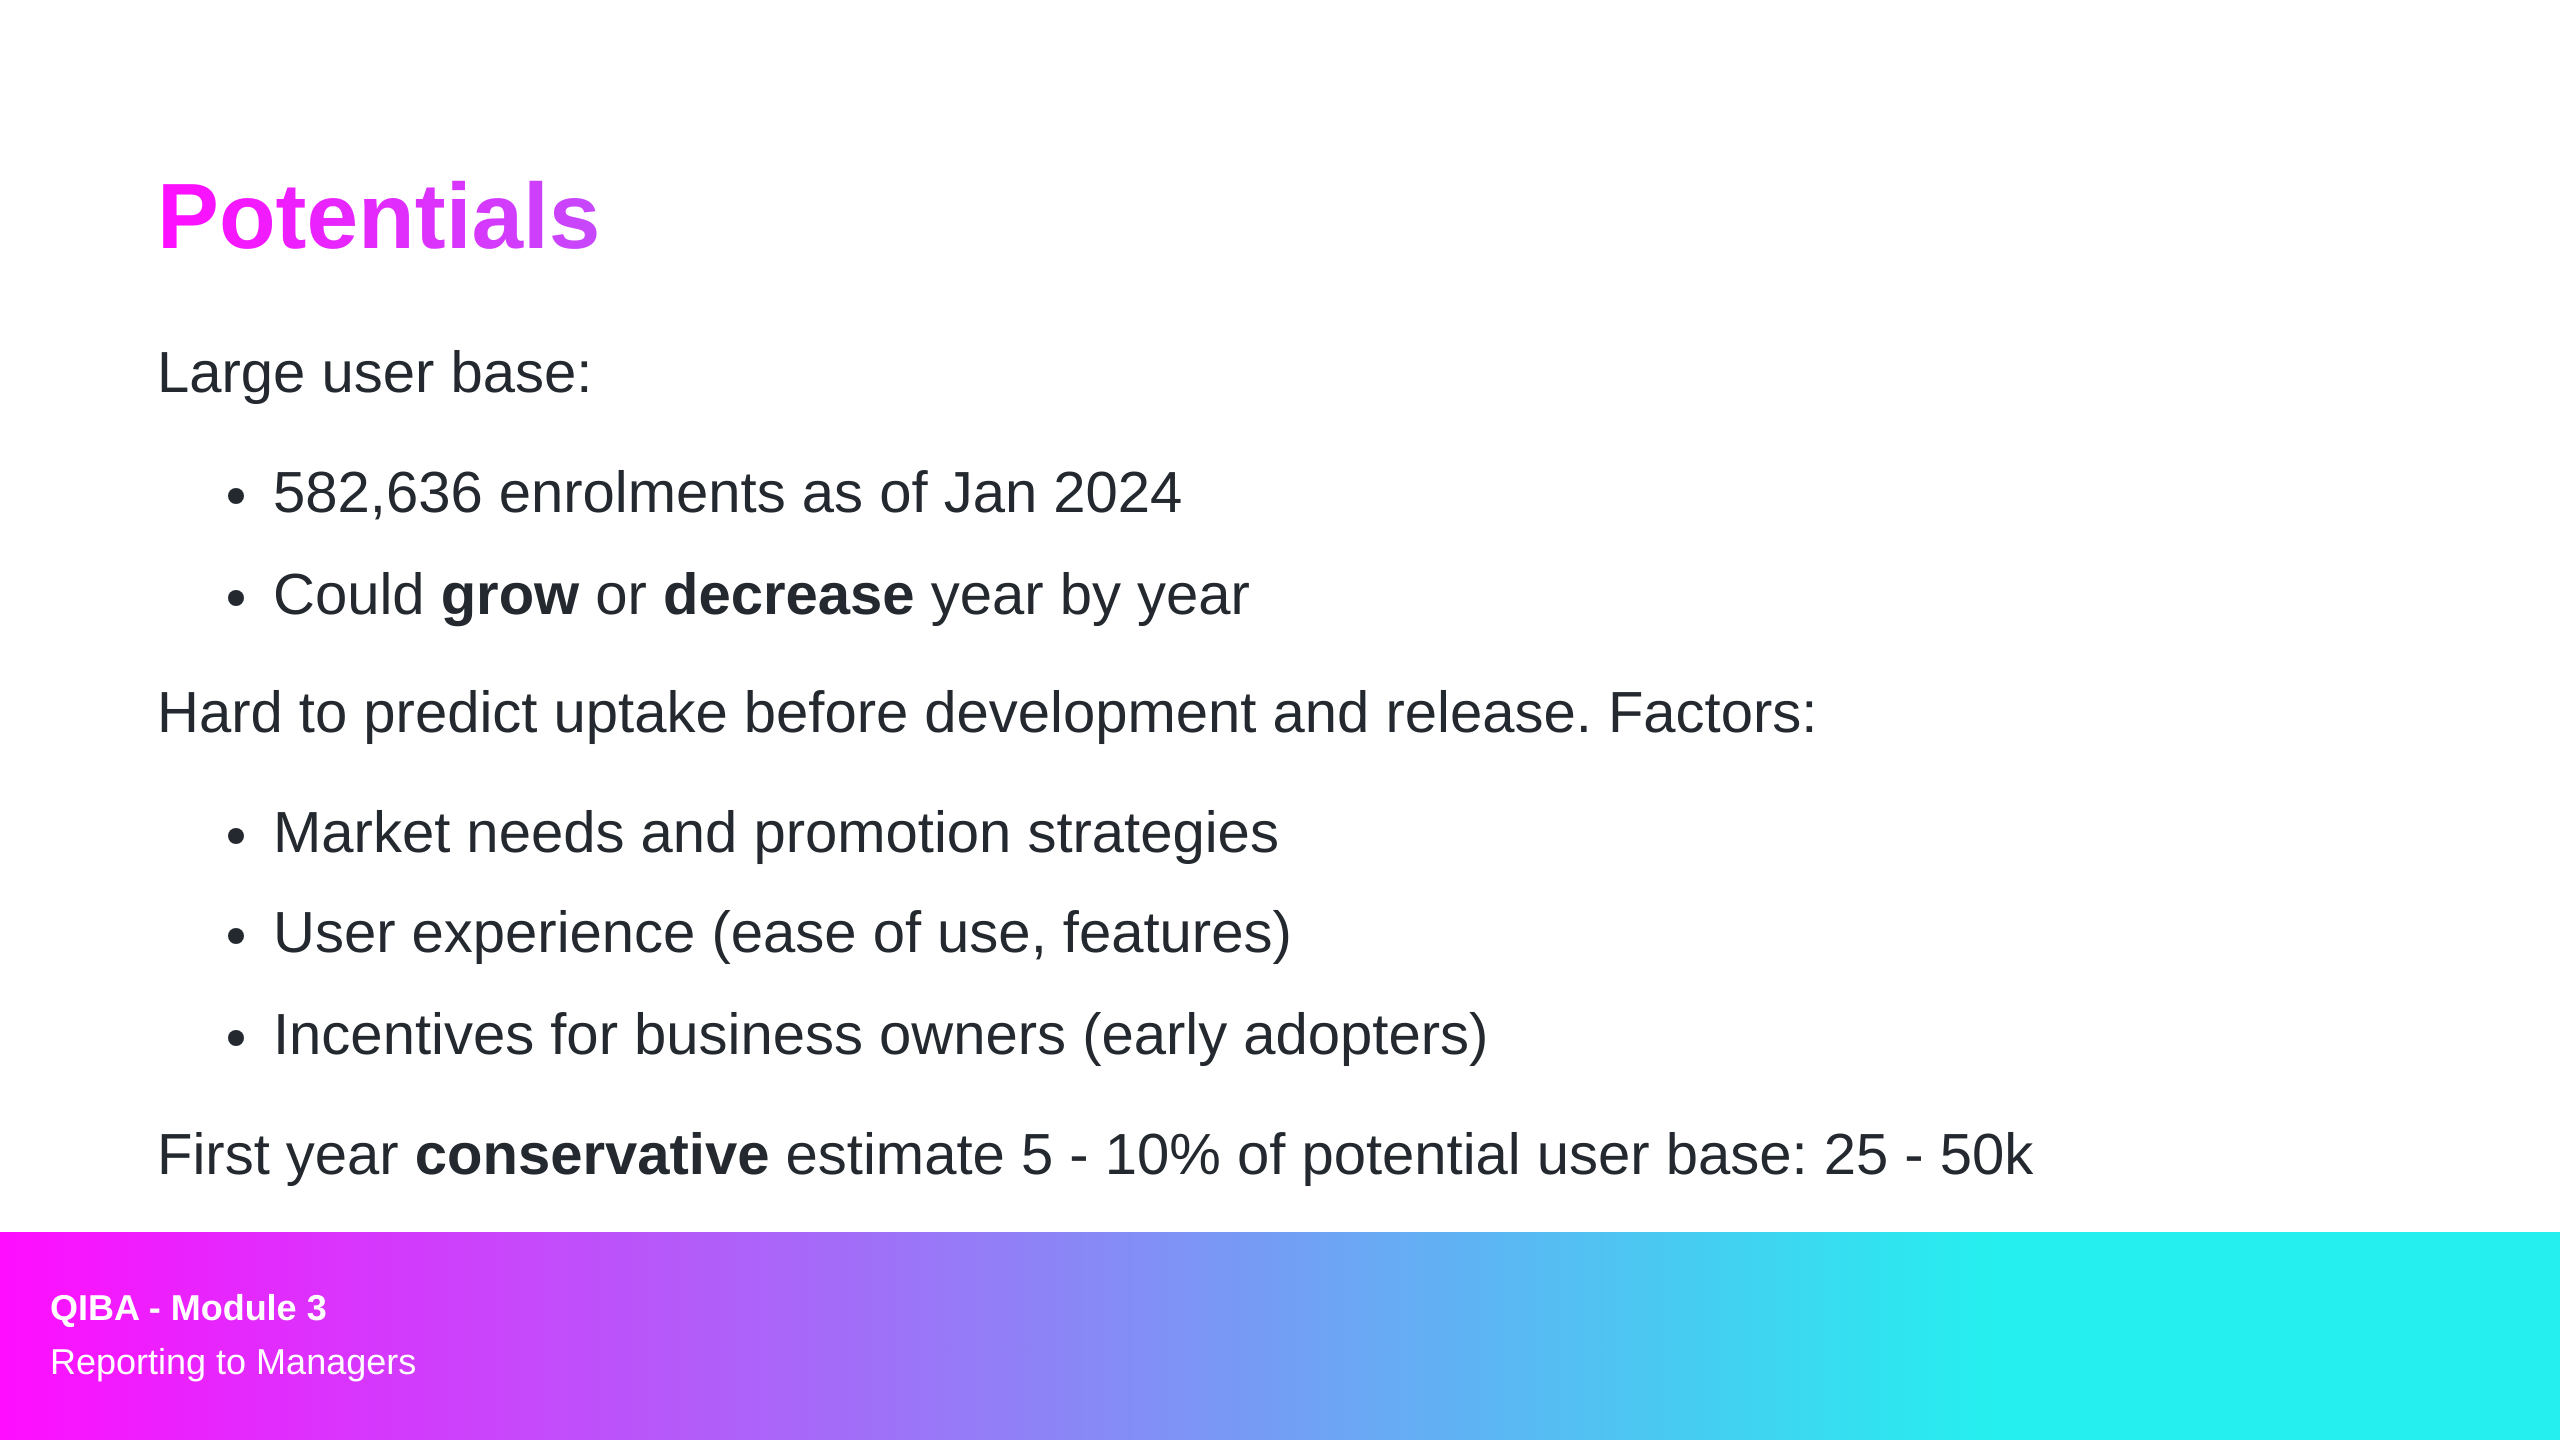 Potentials
Large user base:
• 582,636 enrolments as of Jan 2024
• Could grow or decrease year by year
Hard to predict uptake before development and release. Factors:
• Market needs and promotion strategies
• User experience (ease of use, features)
• Incentives for business owners (early adopters)
First year conservative estimate 5 - 10% of potential user base: 25 - 50k
QIBA - Module 3
Reporting to Managers